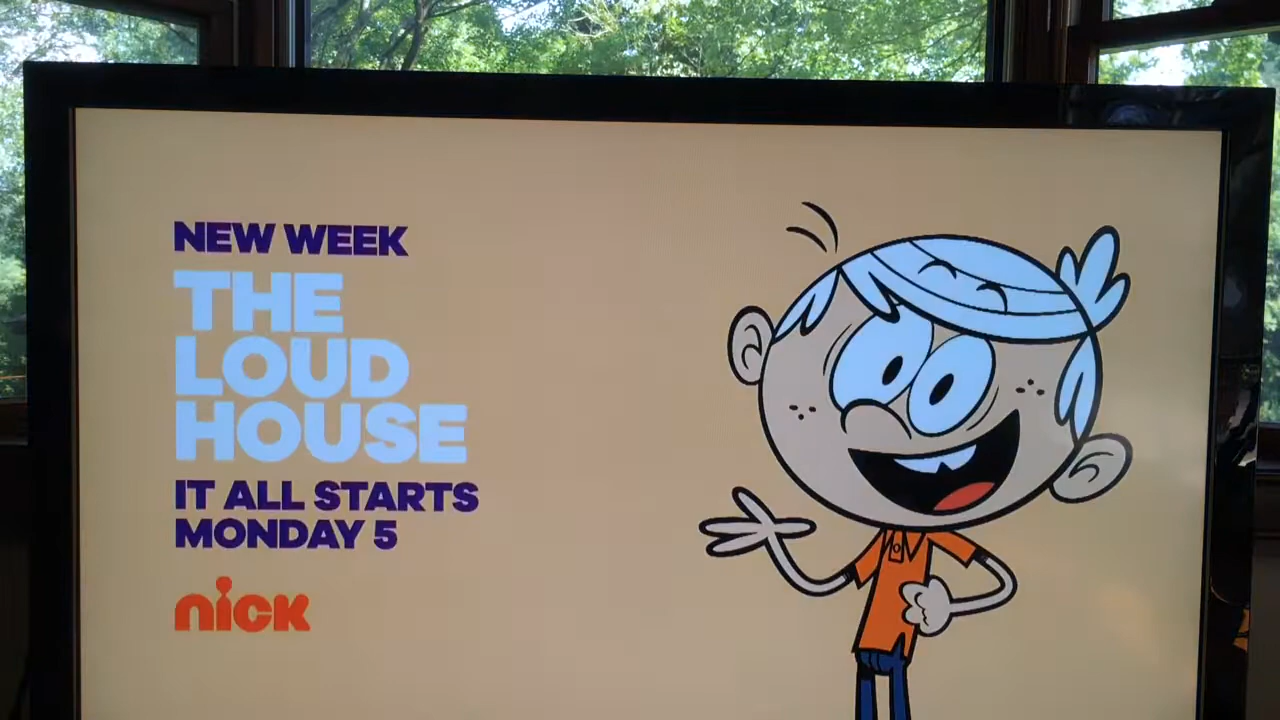 NEW WEEK
THE
LOUD
HOUSE
IT ALL STARTS
MONDAY 5
nick